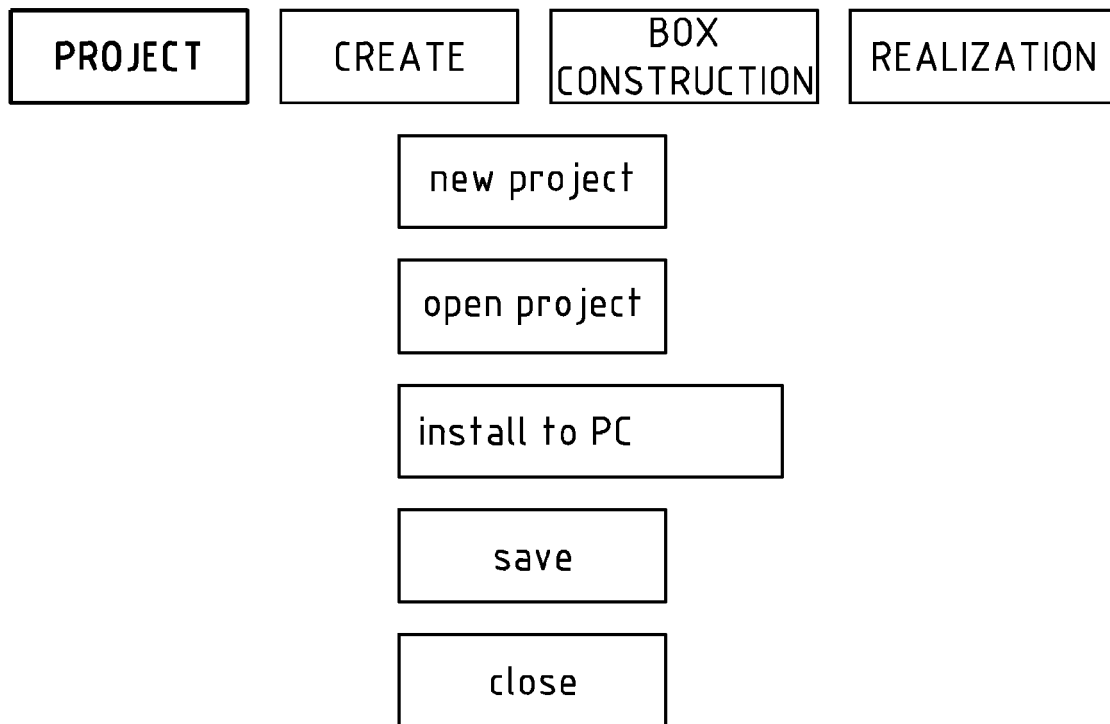 PROJECT
CREATE
BOX
CONSTRUCTION
REALIZATION
new project
open project
install to PC
save
close